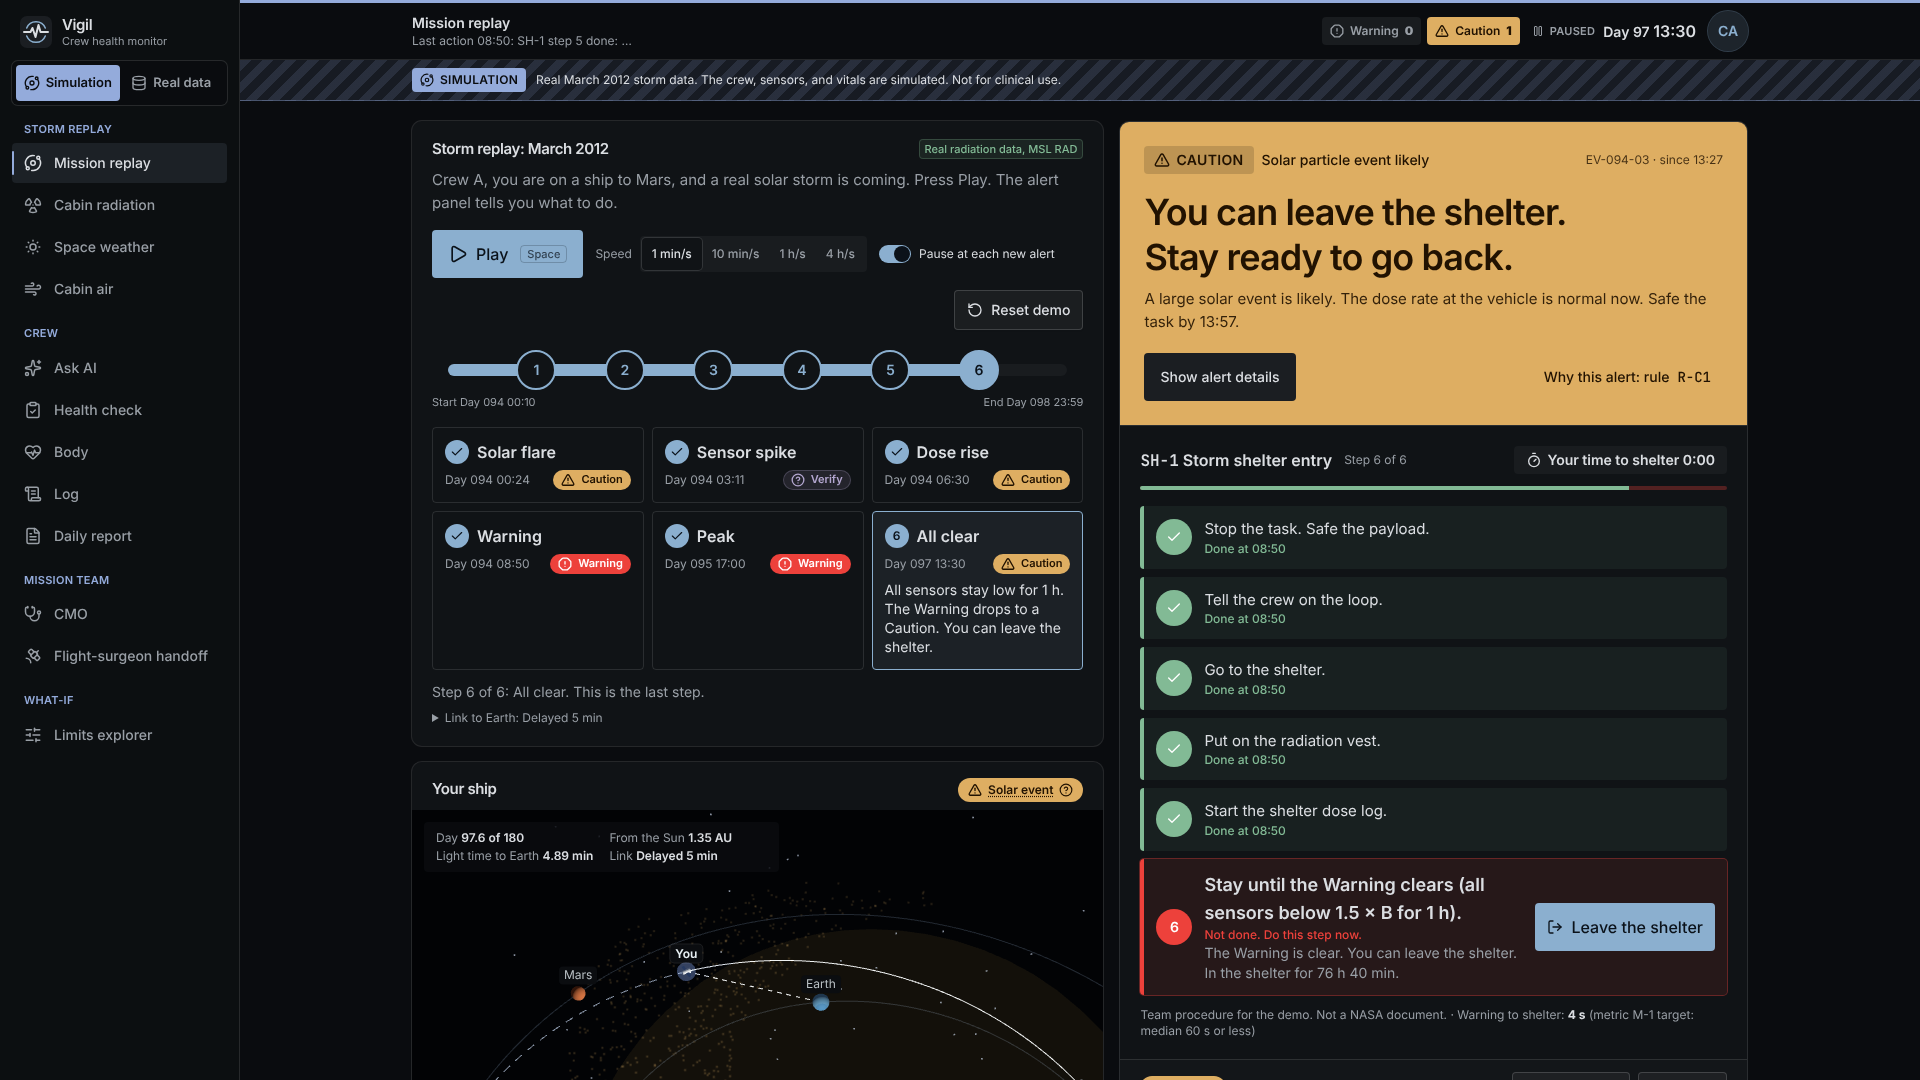 Vigil
Crew health monitor
Simulation
Real data
STORM REPLAY
Mission replay
Cabin radiation
Space weather
Cabin air
CREW
Ask AI
Health check
Body
Log
Daily report
MISSION TEAM
CMO
Flight-surgeon handoff
WHAT-IF
Limits explorer
Mission replay
Last action 08:50: SH-1 step 5 done: ...
Warning 0
Caution 1
PAUSED
Day 97 13:30
CA
SIMULATION
Real March 2012 storm data. The crew, sensors, and vitals are simulated. Not for clinical use.
Storm replay: March 2012
Real radiation data, MSL RAD
Crew A, you are on a ship to Mars, and a real solar storm is coming. Press Play. The alert
panel tells you what to do.
Play Space
Speed
1 min/s
10 min/s
1 h/s
4 h/s
Pause at each new alert
Reset demo
1
2
3
4
5
6
Start Day 094 00:10
End Day 098 23:59
Solar flare
Day 094 00:24
Caution
Sensor spike
Day 094 03:11
Verify
Dose rise
Day 094 06:30
Caution
Warning
Day 094 08:50
Warning
Peak
Day 095 17:00
Warning
6 All clear
Day 097 13:30
Caution
All sensors stay low for 1 h.
The Warning drops to a
Caution. You can leave the
shelter.
Step 6 of 6: All clear. This is the last step.
Link to Earth: Delayed 5 min
Your ship
Solar event
Day 97.6 of 180
From the Sun 1.35 AU
Light time to Earth 4.89 min
Link Delayed 5 min
You
Mars
Earth
CAUTION
Solar particle event likely
EV-094-03 · since 13:27
You can leave the shelter.
Stay ready to go back.
A large solar event is likely. The dose rate at the vehicle is normal now. Safe the
task by 13:57.
Show alert details
Why this alert: rule R-C1
SH-1 Storm shelter entry
Step 6 of 6
Your time to shelter 0:00
Stop the task. Safe the payload.
Done at 08:50
Tell the crew on the loop.
Done at 08:50
Go to the shelter.
Done at 08:50
Put on the radiation vest.
Done at 08:50
Start the shelter dose log.
Done at 08:50
6
Stay until the Warning clears (all
sensors below 1.5 × B for 1 h).
Not done. Do this step now.
The Warning is clear. You can leave the shelter.
In the shelter for 76 h 40 min.
Leave the shelter
Team procedure for the demo. Not a NASA document. · Warning to shelter: 4 s (metric M-1 target:
median 60 s or less)